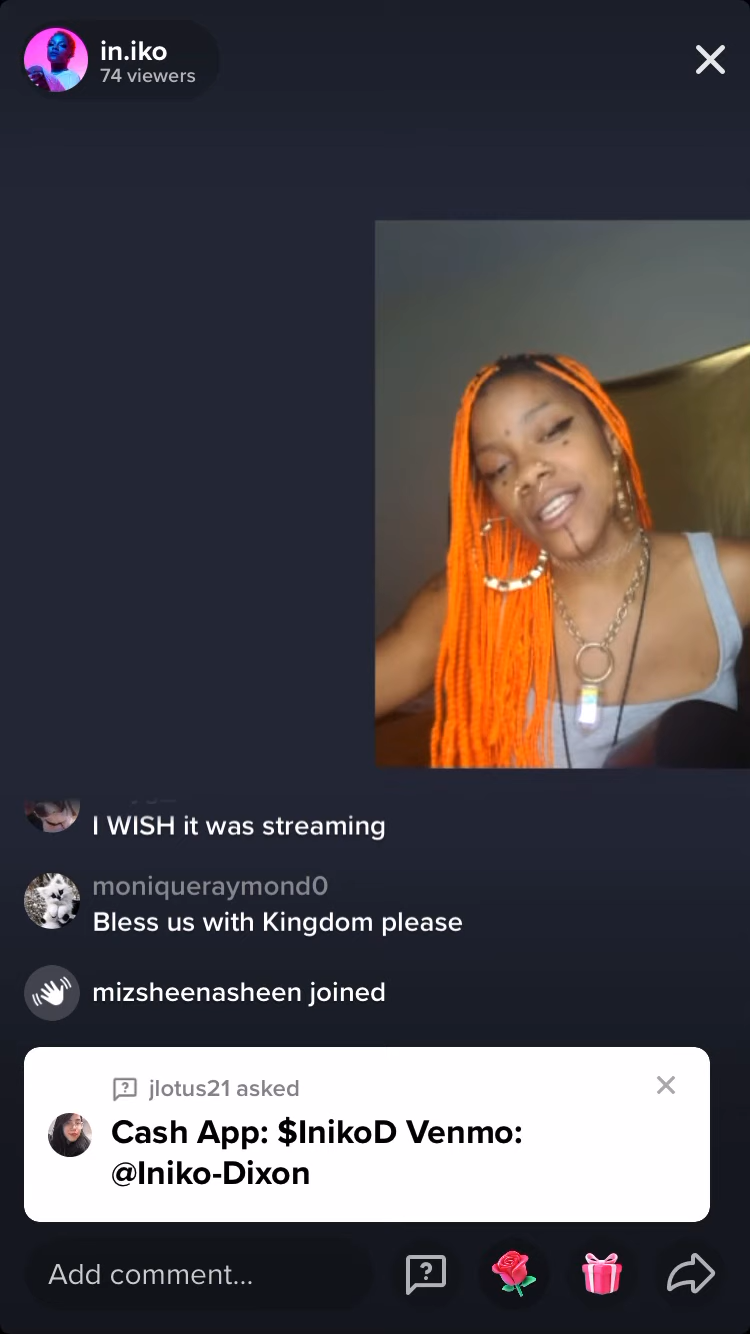 in.iko
74 viewers
I WISH it was streaming
moniqueraymond0
Bless us with Kingdom please
mizsheenasheen joined
jlotus21 asked
Cash App: $InikoD Venmo:
@Iniko-Dixon
Add comment...